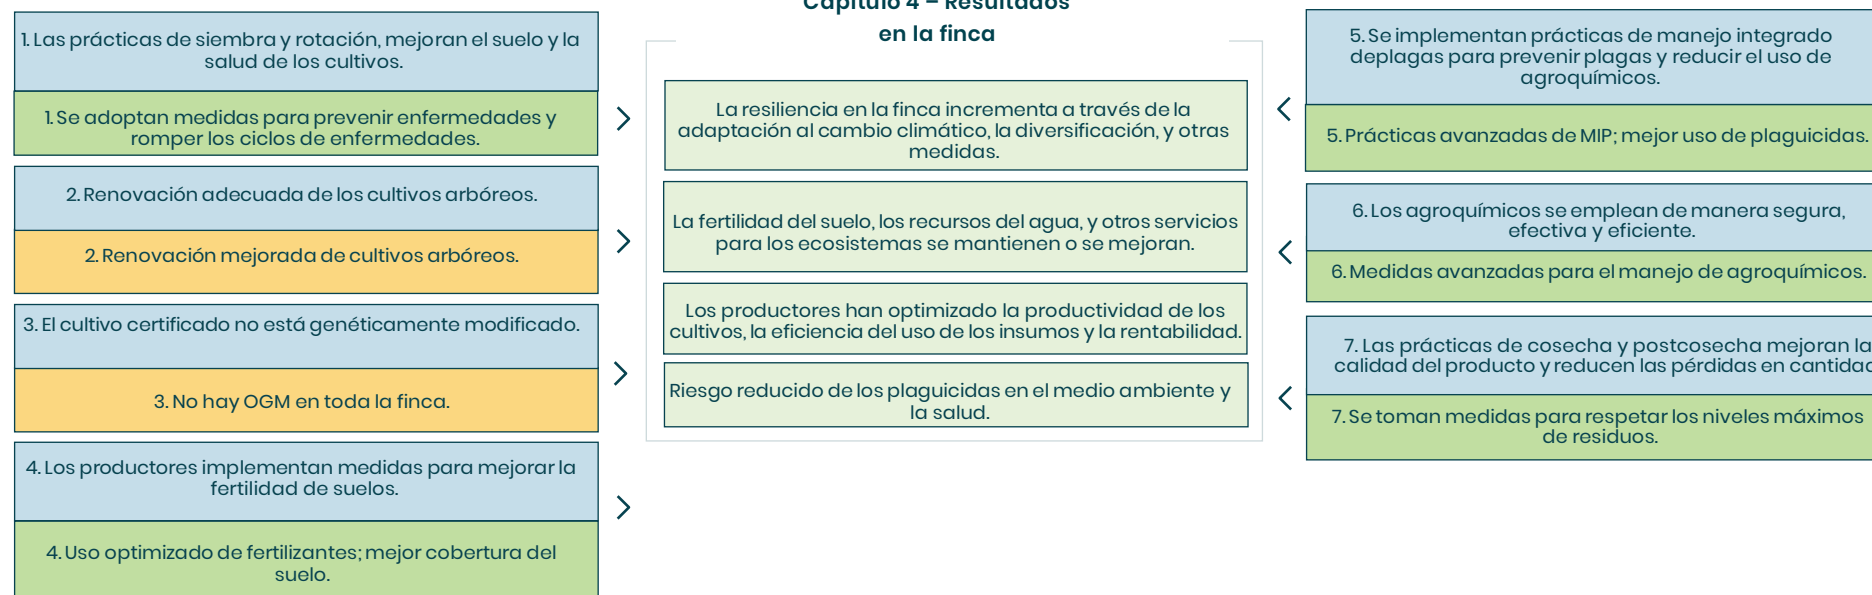 1. Las prácticas de siembra y rotación, mejoran el suelo y la
salud de los cultivos.
1. Se adoptan medidas para prevenir enfermedades y
romper los ciclos de enfermedades.
2. Renovación adecuada de los cultivos arbóreos.
2. Renovación mejorada de cultivos arbóreos.
3. El cultivo certificado no está genéticamente modificado.
3. No hay OGM en toda la finca.
4. Los productores implementan medidas para mejorar la
fertilidad de suelos.
4. Uso optimizado de fertilizantes; mejor cobertura del
suelo.
Capítulo 4 – Resultados
en la finca
La resiliencia en la finca incrementa a través de la
adaptación al cambio climático, la diversificación, y otras
medidas.
La fertilidad del suelo, los recursos del agua, y otros servicios
para los ecosistemas se mantienen o se mejoran.
Los productores han optimizado la productividad de los
cultivos, la eficiencia del uso de los insumos y la rentabilidad.
Riesgo reducido de los plaguicidas en el medio ambiente y
la salud.
5. Se implementan prácticas de manejo integrado
deplagas para prevenir plagas y reducir el uso de
agroquímicos.
5. Prácticas avanzadas de MIP; mejor uso de plaguicidas.
6. Los agroquímicos se emplean de manera segura,
efectiva y eficiente.
6. Medidas avanzadas para el manejo de agroquímicos.
7. Las prácticas de cosecha y postcosecha mejoran la
calidad del producto y reducen las pérdidas en cantidad
7. Se toman medidas para respetar los niveles máximos
de residuos.